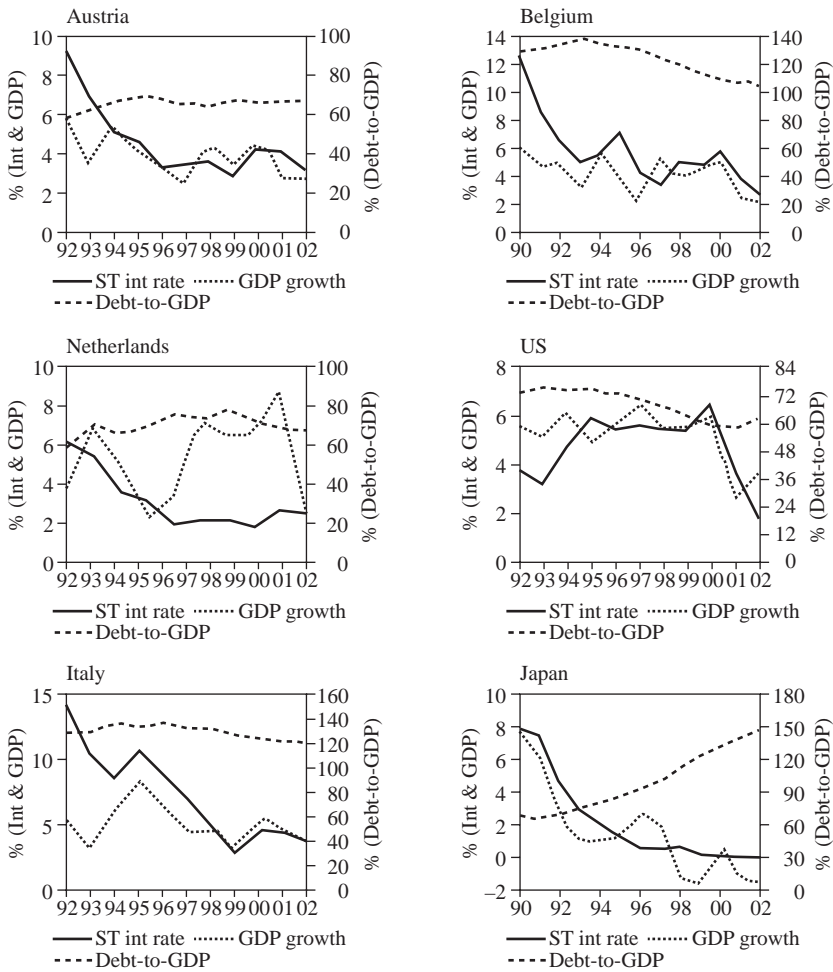 Austria
10
8
6
4
2
0
% (Int & GDP)
100
80
60
40
20
0
% (Debt-to-GDP)
92 93 94 95 96 97 98 99 00 01 02
ST int rate GDP growth
Debt-to-GDP
Belgium
14
12
10
8
6
4
2
0
% (Int & GDP)
140
120
100
80
60
40
20
0
% (Debt-to-GDP)
90 92 94 96 98 00 02
ST int rate GDP growth
Debt-to-GDP
Netherlands
10
8
6
4
2
0
% (Int & GDP)
100
80
60
40
20
0
% (Debt-to-GDP)
92 93 94 95 96 97 98 99 00 01 02
ST int rate GDP growth
Debt-to-GDP
US
8
6
4
2
0
% (Int & GDP)
84
72
60
48
36
24
12
0
% (Debt-to-GDP)
92 93 94 95 96 97 98 99 00 01 02
ST int rate GDP growth
Debt-to-GDP
Italy
15
10
5
0
% (Int & GDP)
160
140
120
100
80
60
40
20
0
% (Debt-to-GDP)
92 93 94 95 96 97 98 99 00 01 02
ST int rate GDP growth
Debt-to-GDP
Japan
10
8
6
4
2
0
−2
% (Int & GDP)
180
150
120
90
60
30
0
% (Debt-to-GDP)
90 92 94 96 98 00 02
ST int rate GDP growth
Debt-to-GDP